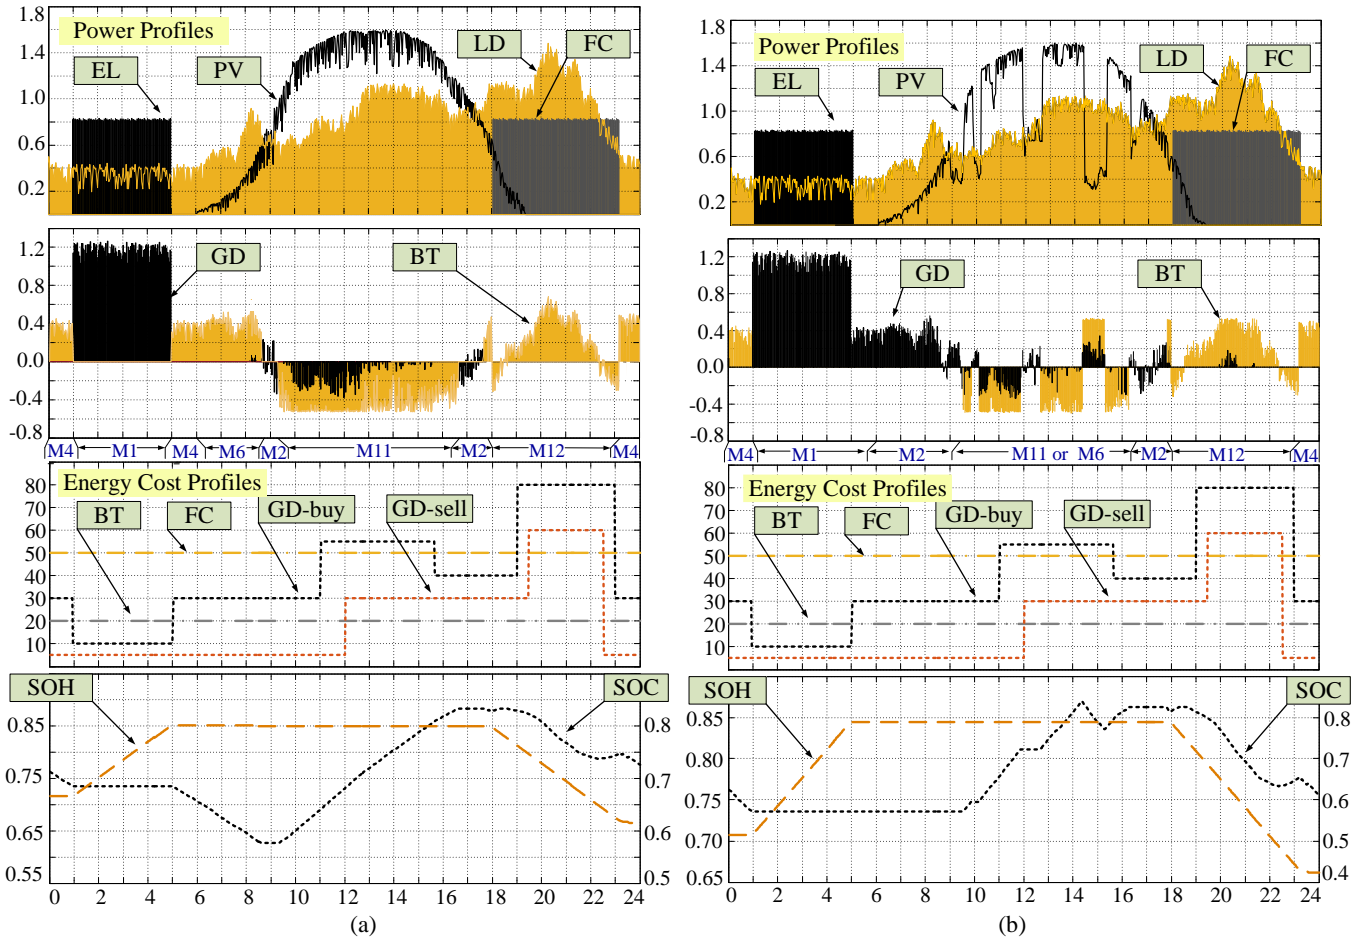 Power Profiles
LD
FC
EL
PV
1.8
1.4
1.0
0.6
0.2
GD
BT
1.2
0.8
0.4
0.0
-0.4
-0.8
M4 M1 M4 M6 M2 M11 M2 M12 M4
Energy Cost Profiles
BT
FC
GD-buy
GD-sell
80
70
60
50
40
30
20
10
SOH
SOC
0.85
0.75
0.65
0.55
0.8
0.7
0.6
0.5
0 2 4 6 8 10 12 14 16 18 20 22 24
(a)
Power Profiles
LD
FC
EL
PV
1.8
1.4
1.0
0.6
0.2
GD
BT
1.2
0.8
0.4
0.0
-0.4
-0.8
M4 M1 M2 M11 or M6 M2 M12 M4
Energy Cost Profiles
BT
FC
GD-buy
GD-sell
80
70
60
50
40
30
20
10
SOH
SOC
0.85
0.80
0.75
0.70
0.65
0.8
0.7
0.6
0.5
0.4
0 2 4 6 8 10 12 14 16 18 20 22 24
(b)